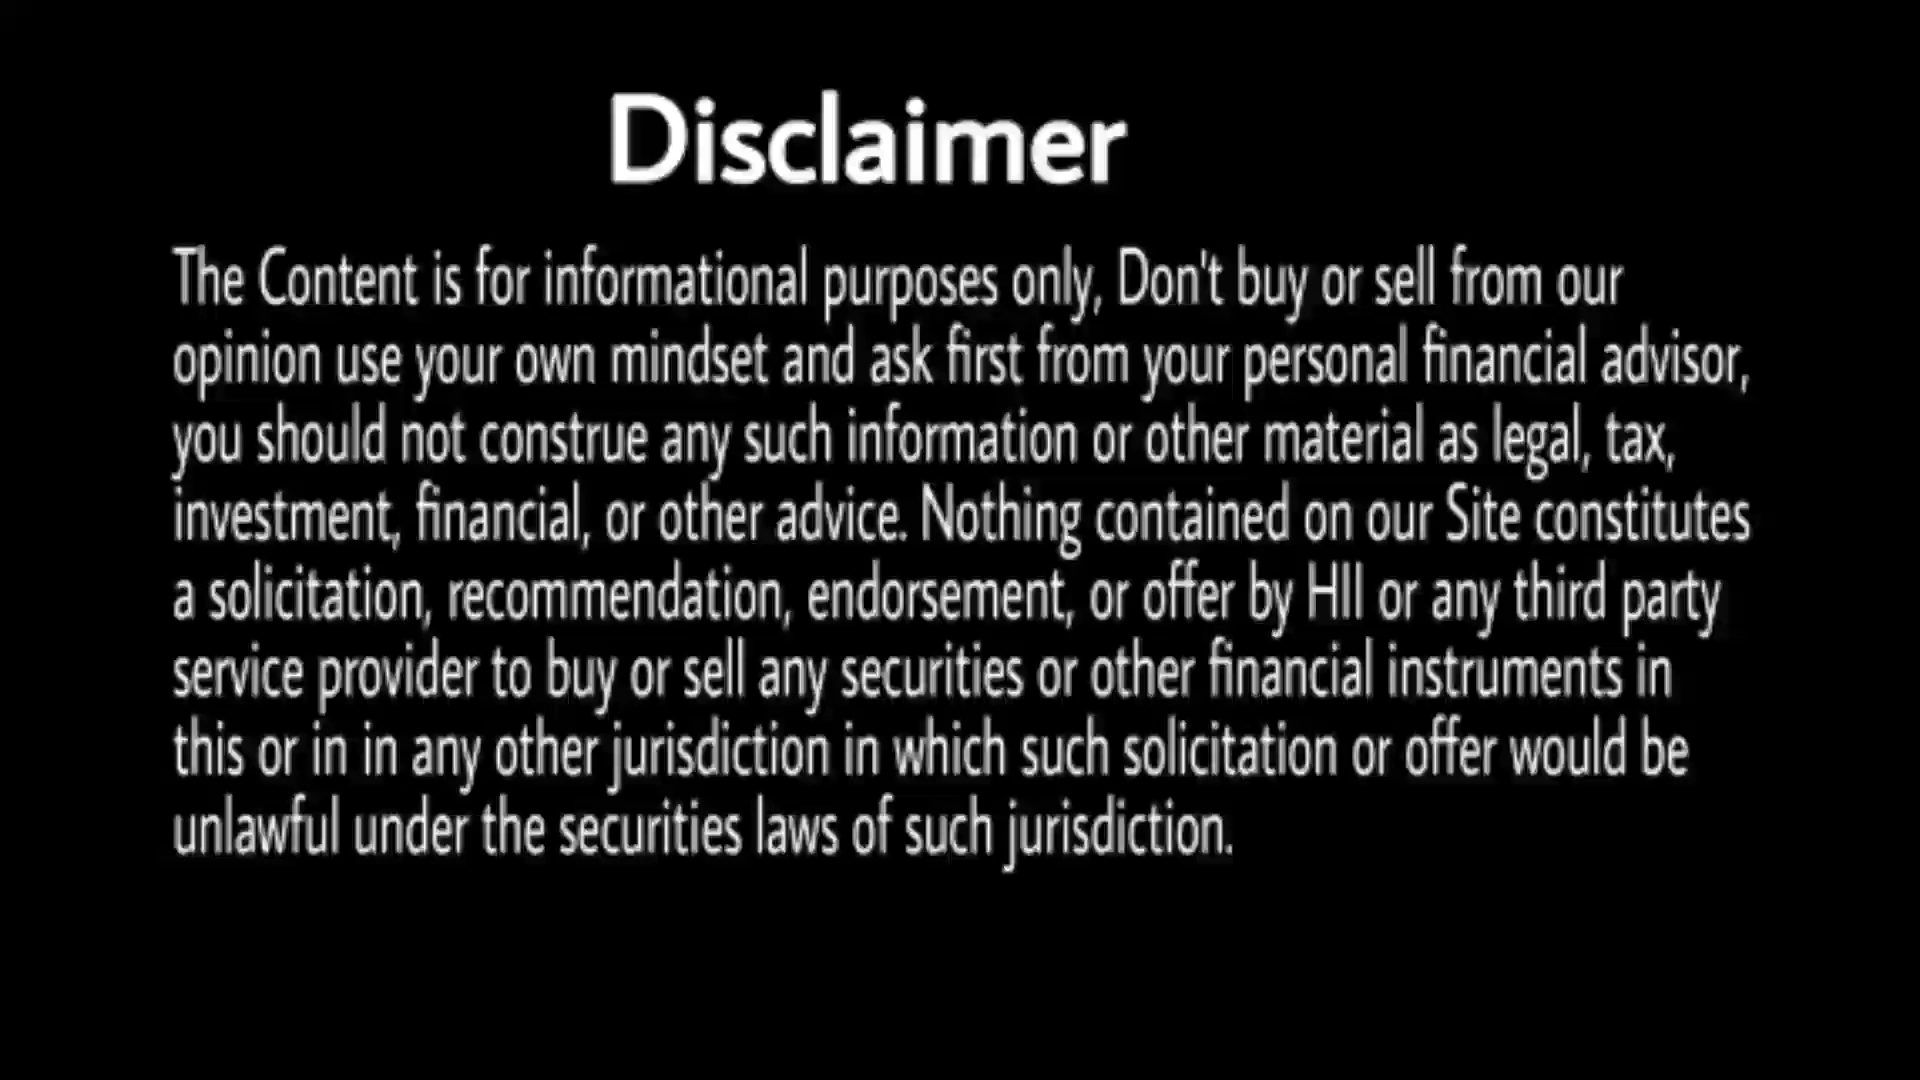 Disclaimer
The Content is for informational purposes only, Don't buy or sell from our
opinion use your own mindset and ask first from your personal financial advisor,
you should not construe any such information or other material as legal, tax,
investment, financial, or other advice. Nothing contained on our Site constitutes
a solicitation, recommendation, endorsement, or offer by HII or any third party
service provider to buy or sell any securities or other financial instruments in
this or in in any other jurisdiction in which such solicitation or offer would be
unlawful under the securities laws of such jurisdiction.